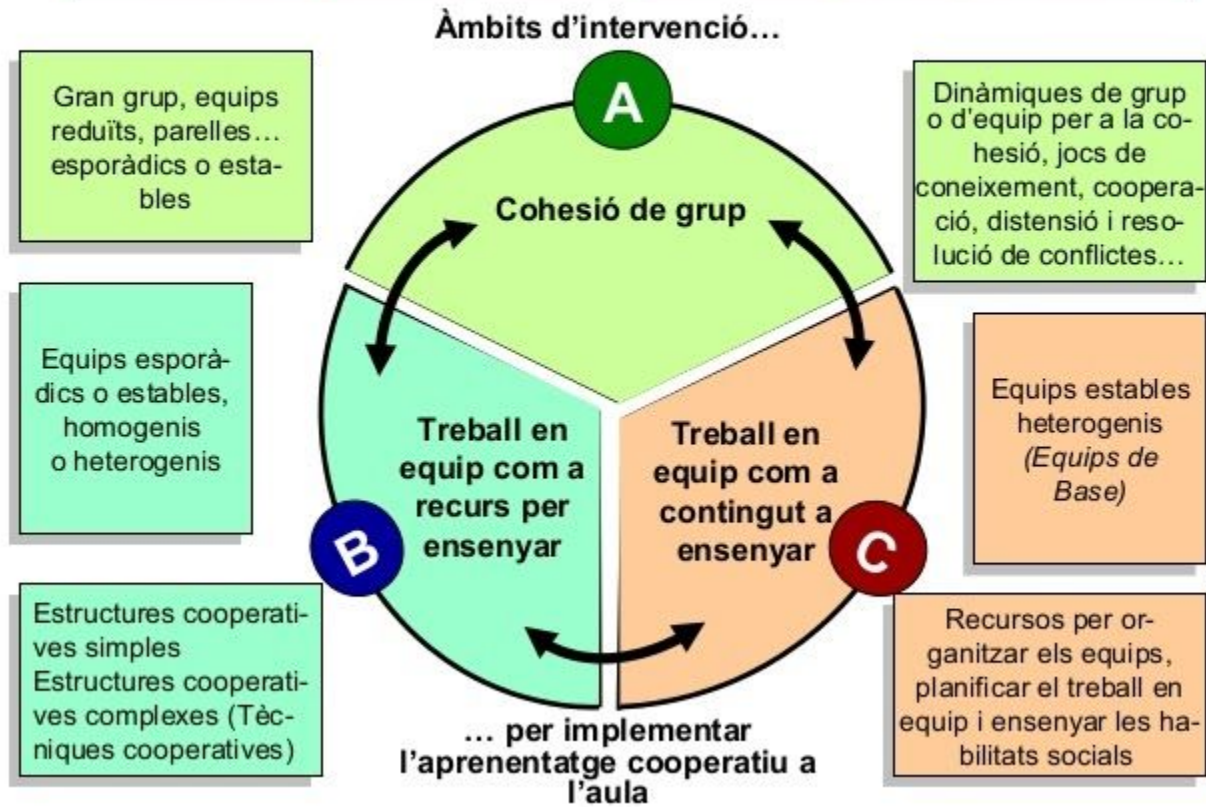 Àmbits d’intervenció…
A
Gran grup, equips
reduïts, parelles…
esporàdics o esta-
bles
Dinàmiques de grup
o d’equip per a la co-
hesió, jocs de
coneixement, coopera-
ció, distensió i reso-
lució de conflictes…
Cohesió de grup
Equips esporà-
dics o estables,
homogenis
o heterogenis
Treball en
equip com a
recurs per
ensenyar
Treball en
equip com a
contingut a
ensenyar
Equips estables
heterogenis
(Equips de
Base)
B
C
Estructures cooperati-
ves simples
Estructures cooperati-
ves complexes (Tèc-
niques cooperatives)
Recursos per or-
ganitzar els equips,
planificar el treball en
equip i ensenyar les ha-
bilitats socials
… per implementar
l’aprenentatge cooperatiu a
l’aula